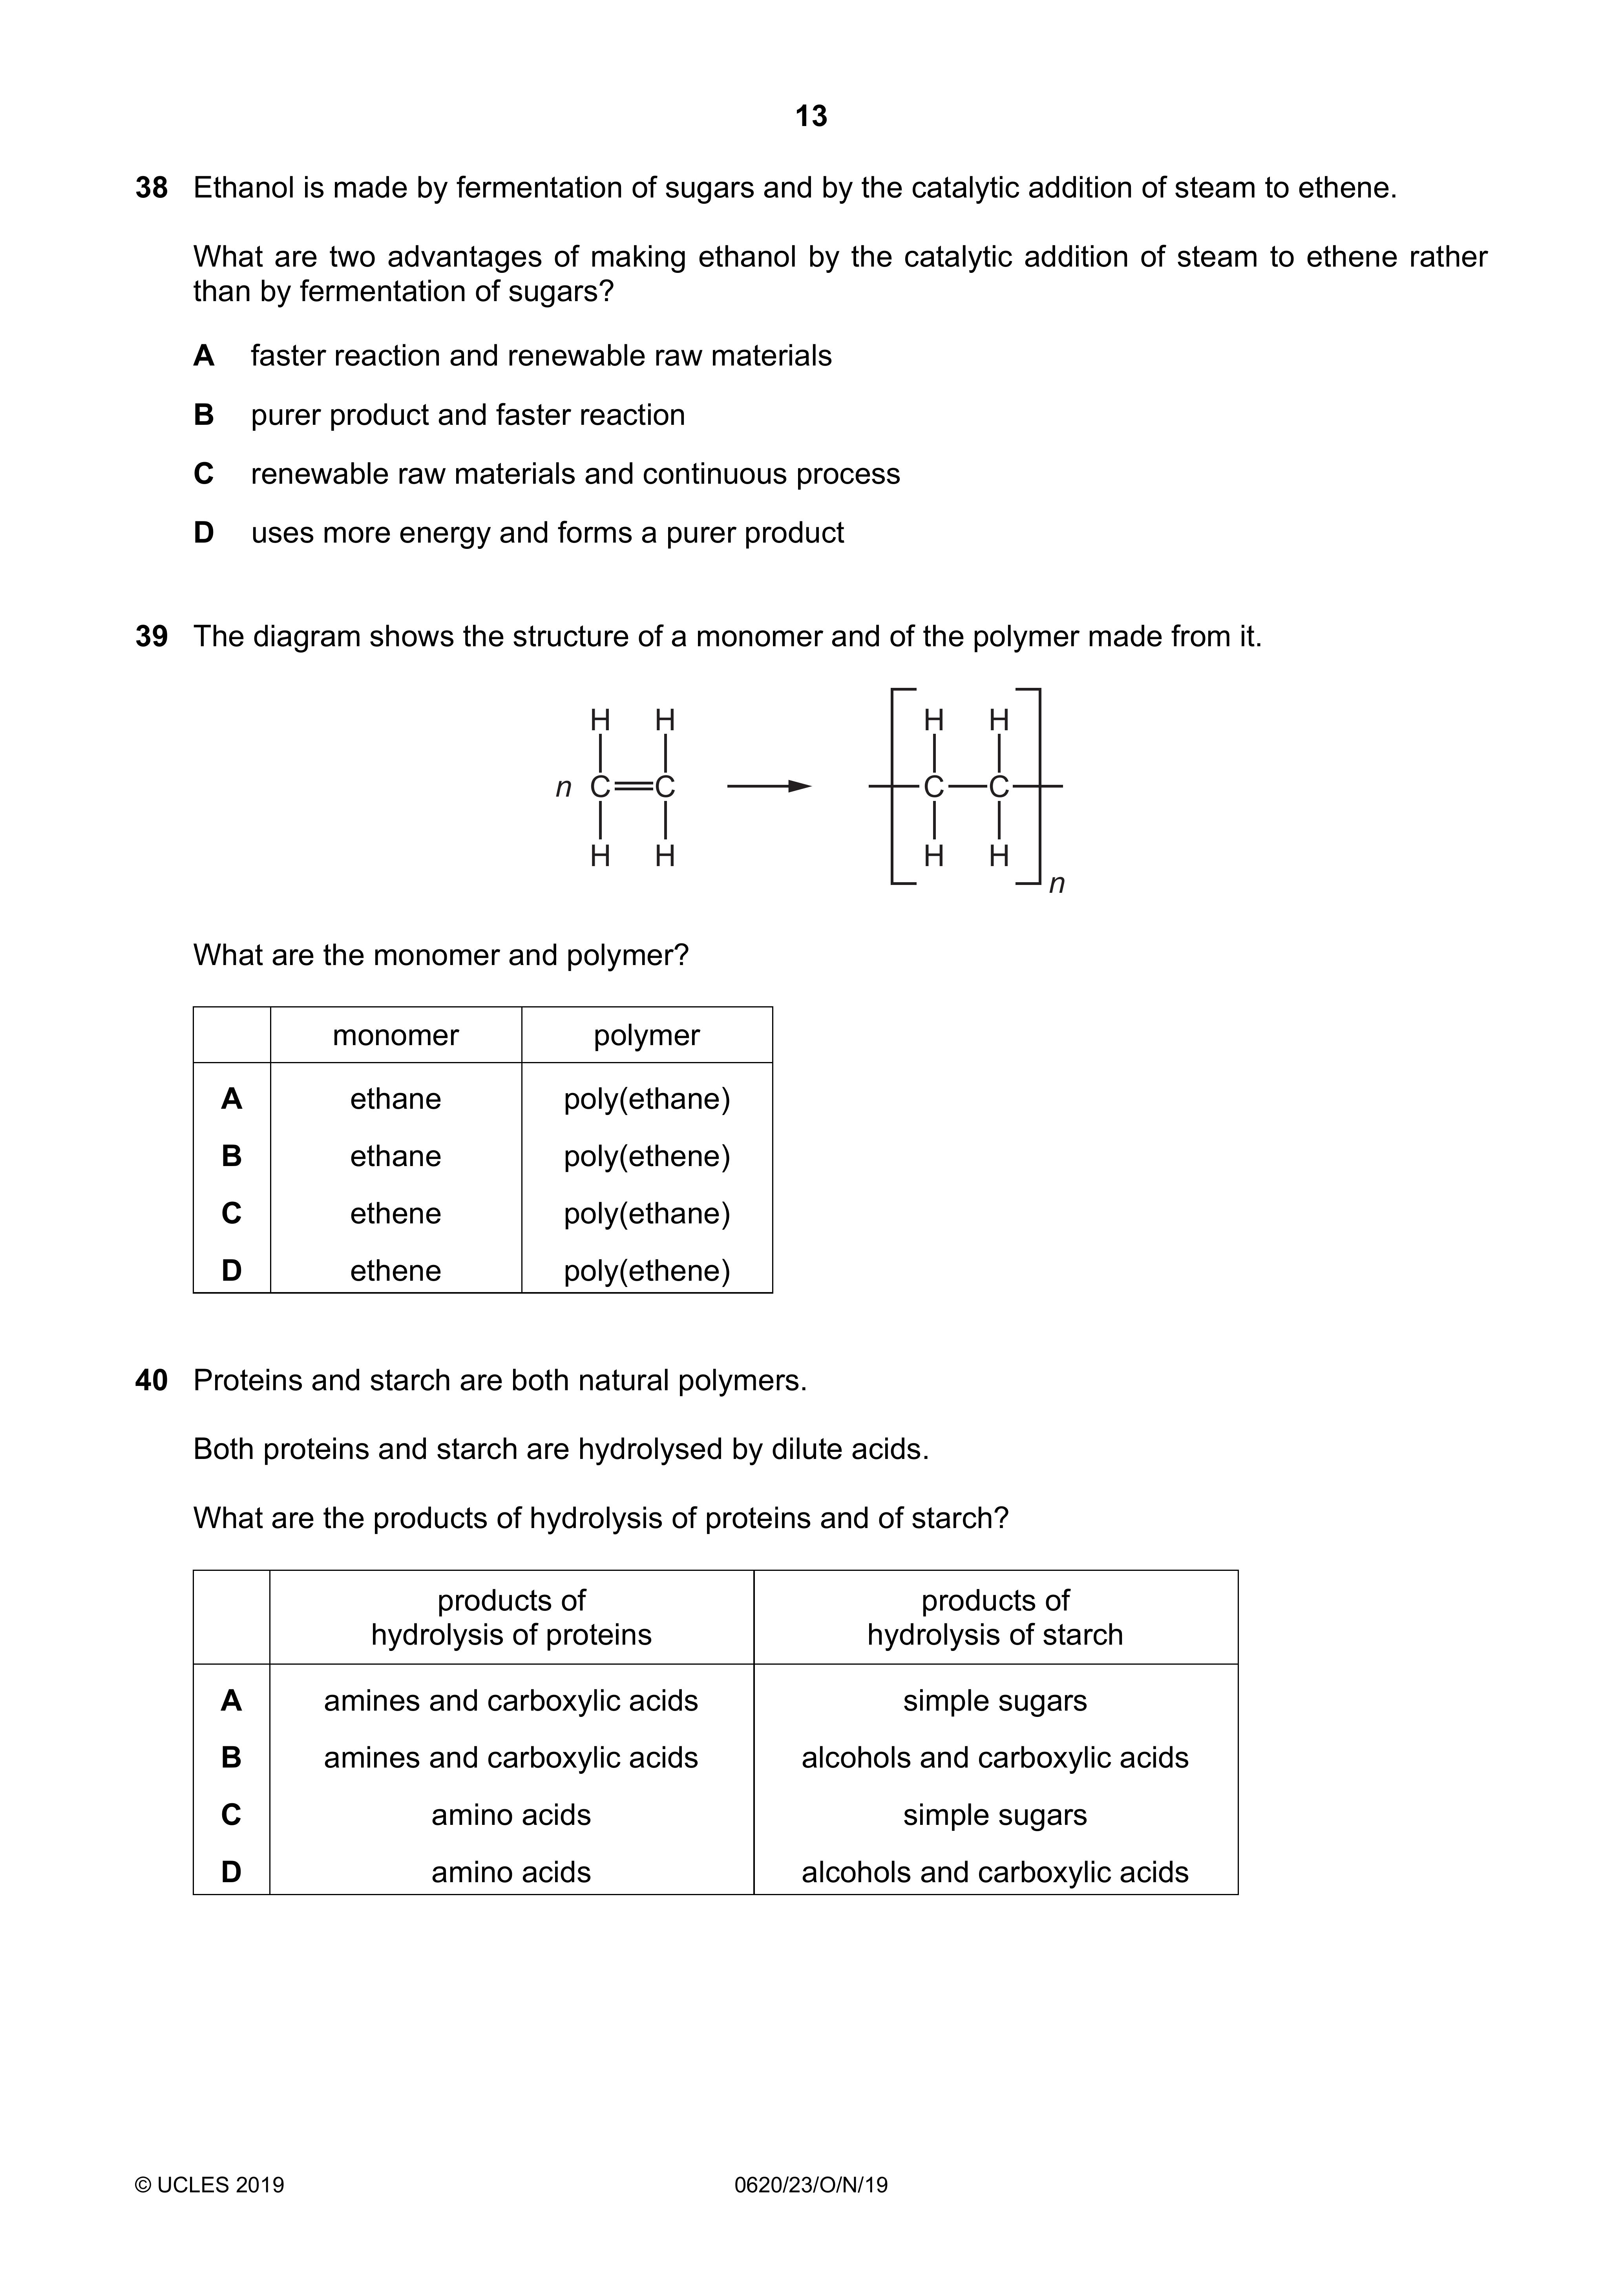 13
38 Ethanol is made by fermentation of sugars and by the catalytic addition of steam to ethene.
What are two advantages of making ethanol by the catalytic addition of steam to ethene rather
than by fermentation of sugars?
A faster reaction and renewable raw materials
B purer product and faster reaction
C renewable raw materials and continuous process
D uses more energy and forms a purer product
39 The diagram shows the structure of a monomer and of the polymer made from it.
H H H H
n C C C C
H H H H
n
What are the monomer and polymer?
monomer polymer
A ethane poly(ethane)
B ethane poly(ethene)
C ethene poly(ethane)
D ethene poly(ethene)
40 Proteins and starch are both natural polymers.
Both proteins and starch are hydrolysed by dilute acids.
What are the products of hydrolysis of proteins and of starch?
products of products of
hydrolysis of proteins hydrolysis of starch
A amines and carboxylic acids simple sugars
B amines and carboxylic acids alcohols and carboxylic acids
C amino acids simple sugars
D amino acids alcohols and carboxylic acids
© UCLES 2019 0620/23/O/N/19